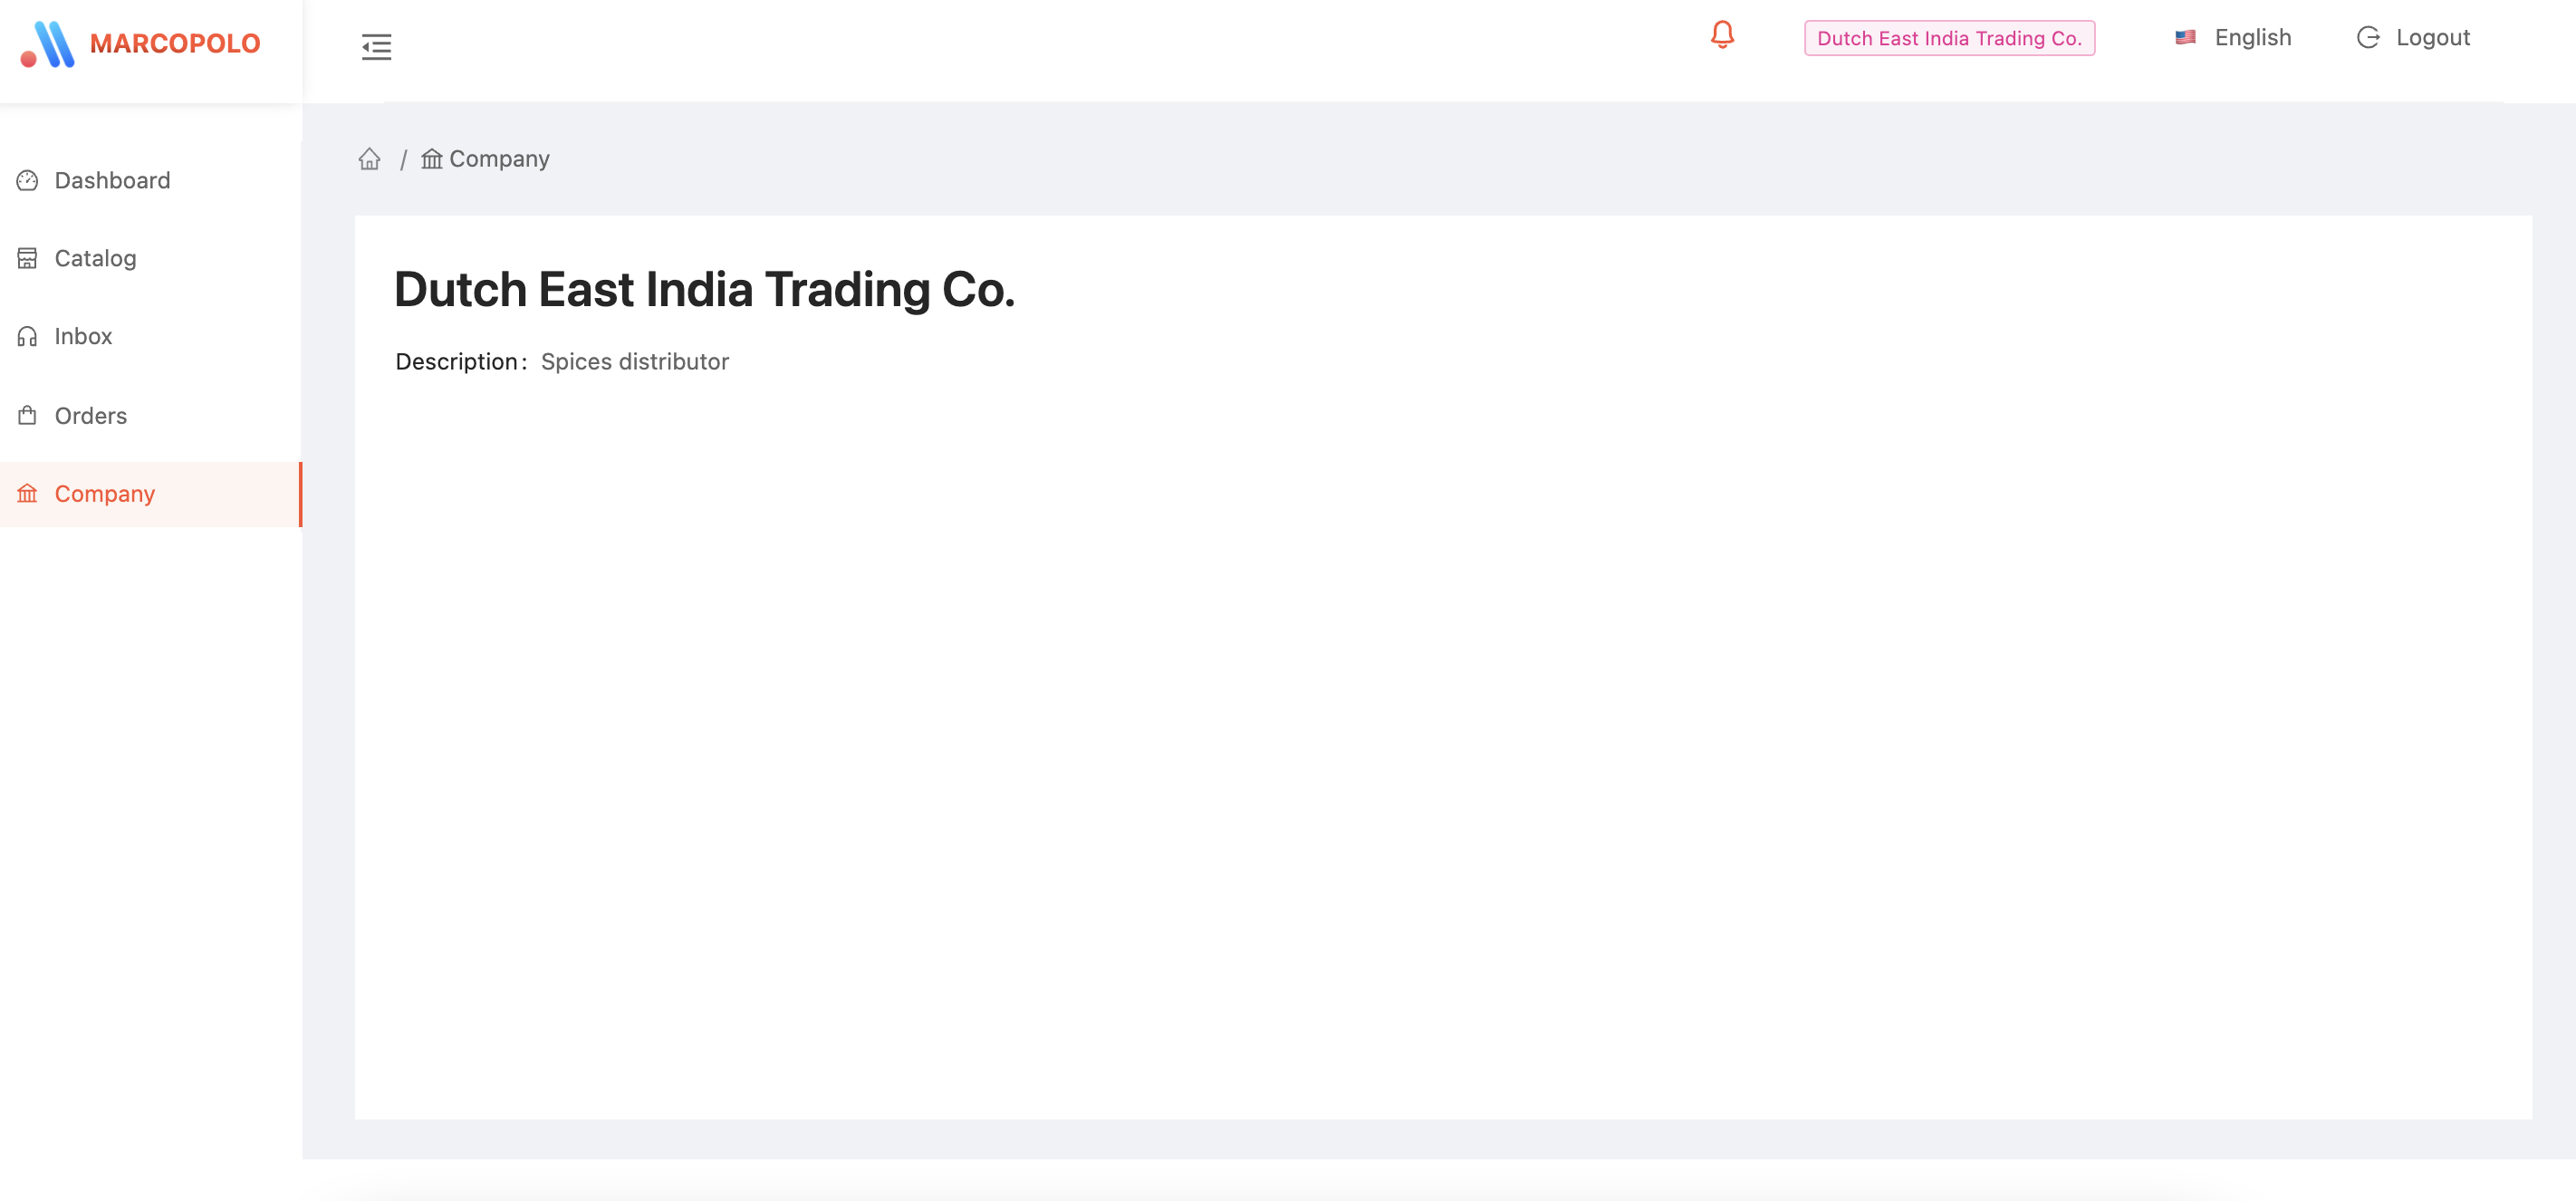 MARCOPOLO
Dutch East India Trading Co.
English
Logout
/ Company
Dashboard
Catalog
Inbox
Orders
Company
Dutch East India Trading Co.
Description: Spices distributor